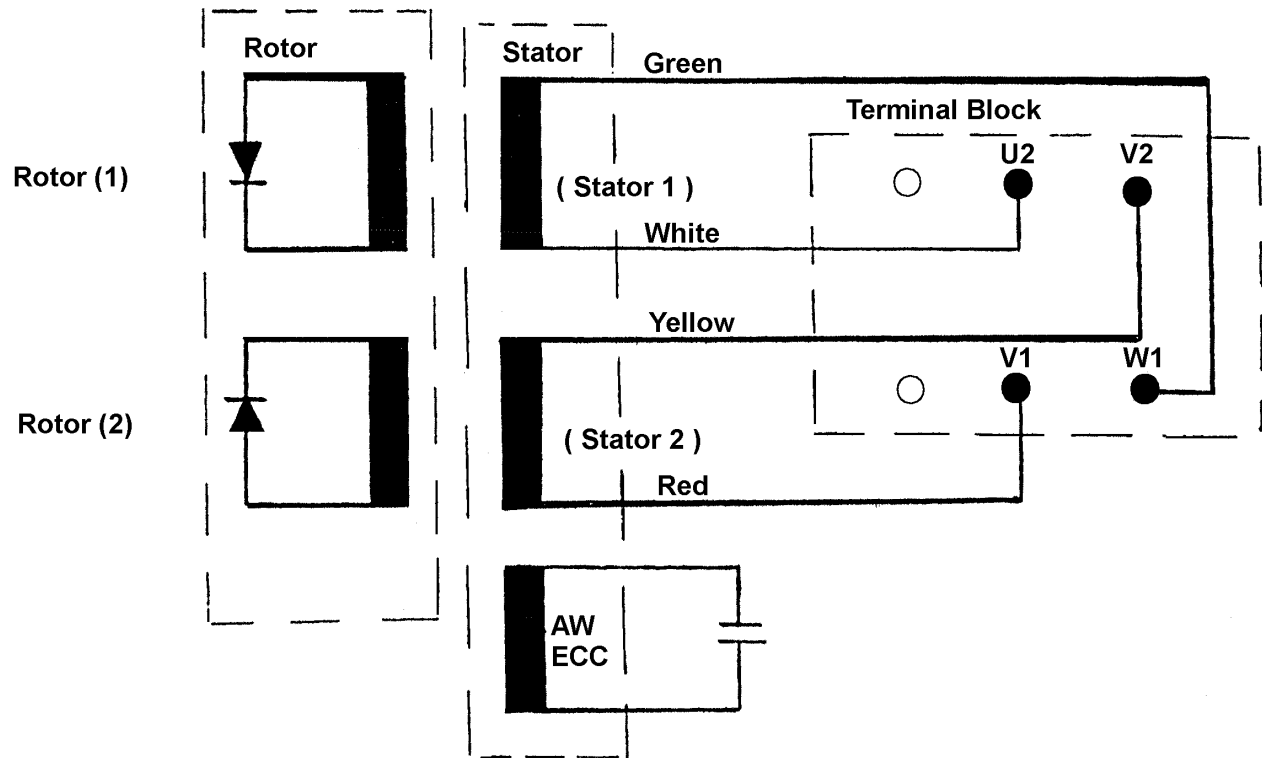 Rotor
Stator
Green
Terminal Block
U2
V2
Rotor (1)
( Stator 1 )
White
Yellow
V1
W1
Rotor (2)
( Stator 2 )
Red
AW
ECC